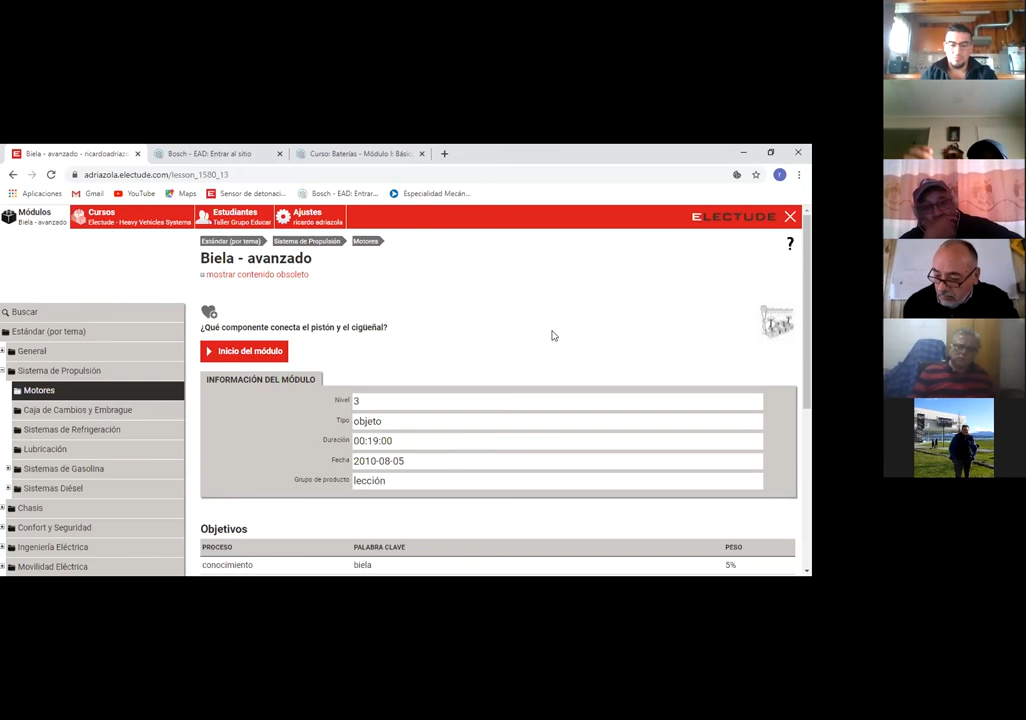 Biela - avanzado - ricardoadriaz
Bosch - EAD: Entrar al sitio
Curso: Baterías - Módulo I: Básic
adriazola.electude.com/lesson_1580_13
Aplicaciones
Gmail
YouTube
Maps
Sensor de detonaci...
Bosch - EAD: Entrar...
Especialidad Mecán...
Módulos
Biela - avanzado
Cursos
Electude - Heavy Vehicles Systems
Estudiantes
Taller Grupo Educar
Ajustes
ricardo adriazola
ELECTUDE
Estándar (por tema)
Sistema de Propulsión
Motores
?
Biela - avanzado
mostrar contenido obsoleto
¿Qué componente conecta el pistón y el cigüeñal?
Inicio del módulo
Buscar
Estándar (por tema)
General
Sistema de Propulsión
Motores
Caja de Cambios y Embrague
Sistemas de Refrigeración
Lubricación
Sistemas de Gasolina
Sistemas Diésel
Chasis
Confort y Seguridad
Ingeniería Eléctrica
Movilidad Eléctrica
INFORMACIÓN DEL MÓDULO
Nivel 3
Tipo objeto
Duración 00:19:00
Fecha 2010-08-05
Grupo de producto lección
Objetivos
PROCESO PALABRA CLAVE PESO
conocimiento biela 5%